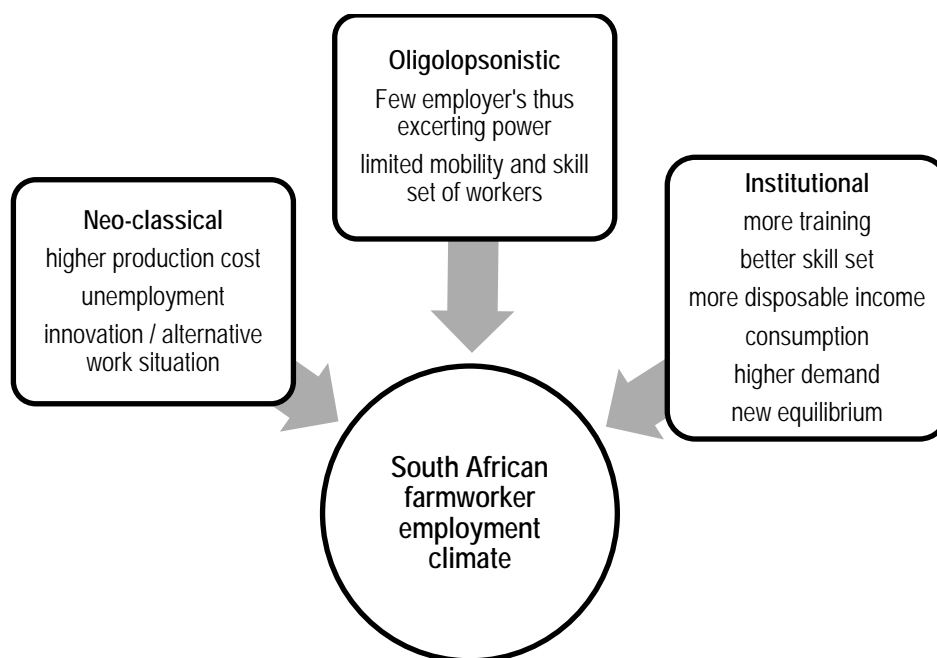 Oligolopsonistic
Few employer's thus
excerting power
limited mobility and skill
set of workers
Neo-classical
higher production cost
unemployment
innovation / alternative
work situation
Institutional
more training
better skill set
more disposable income
consumption
higher demand
new equilibrium
South African
farmworker
employment
climate